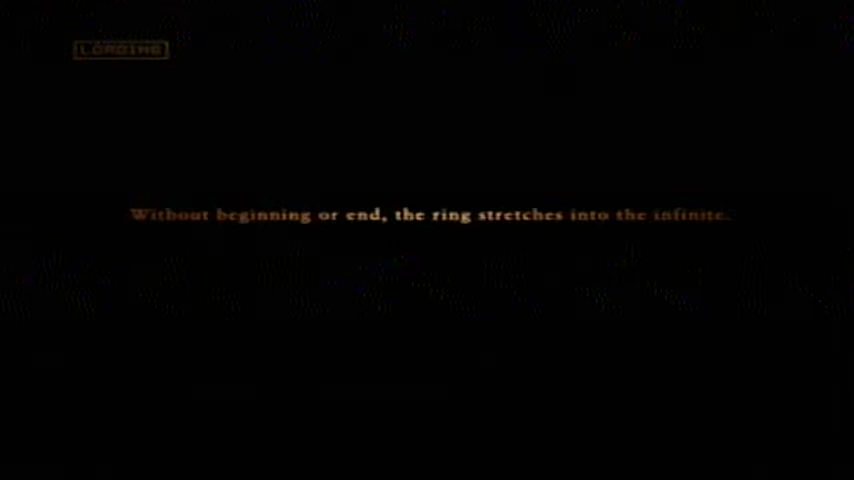 LOADING
Without beginning or end, the ring stretches into the infinite.